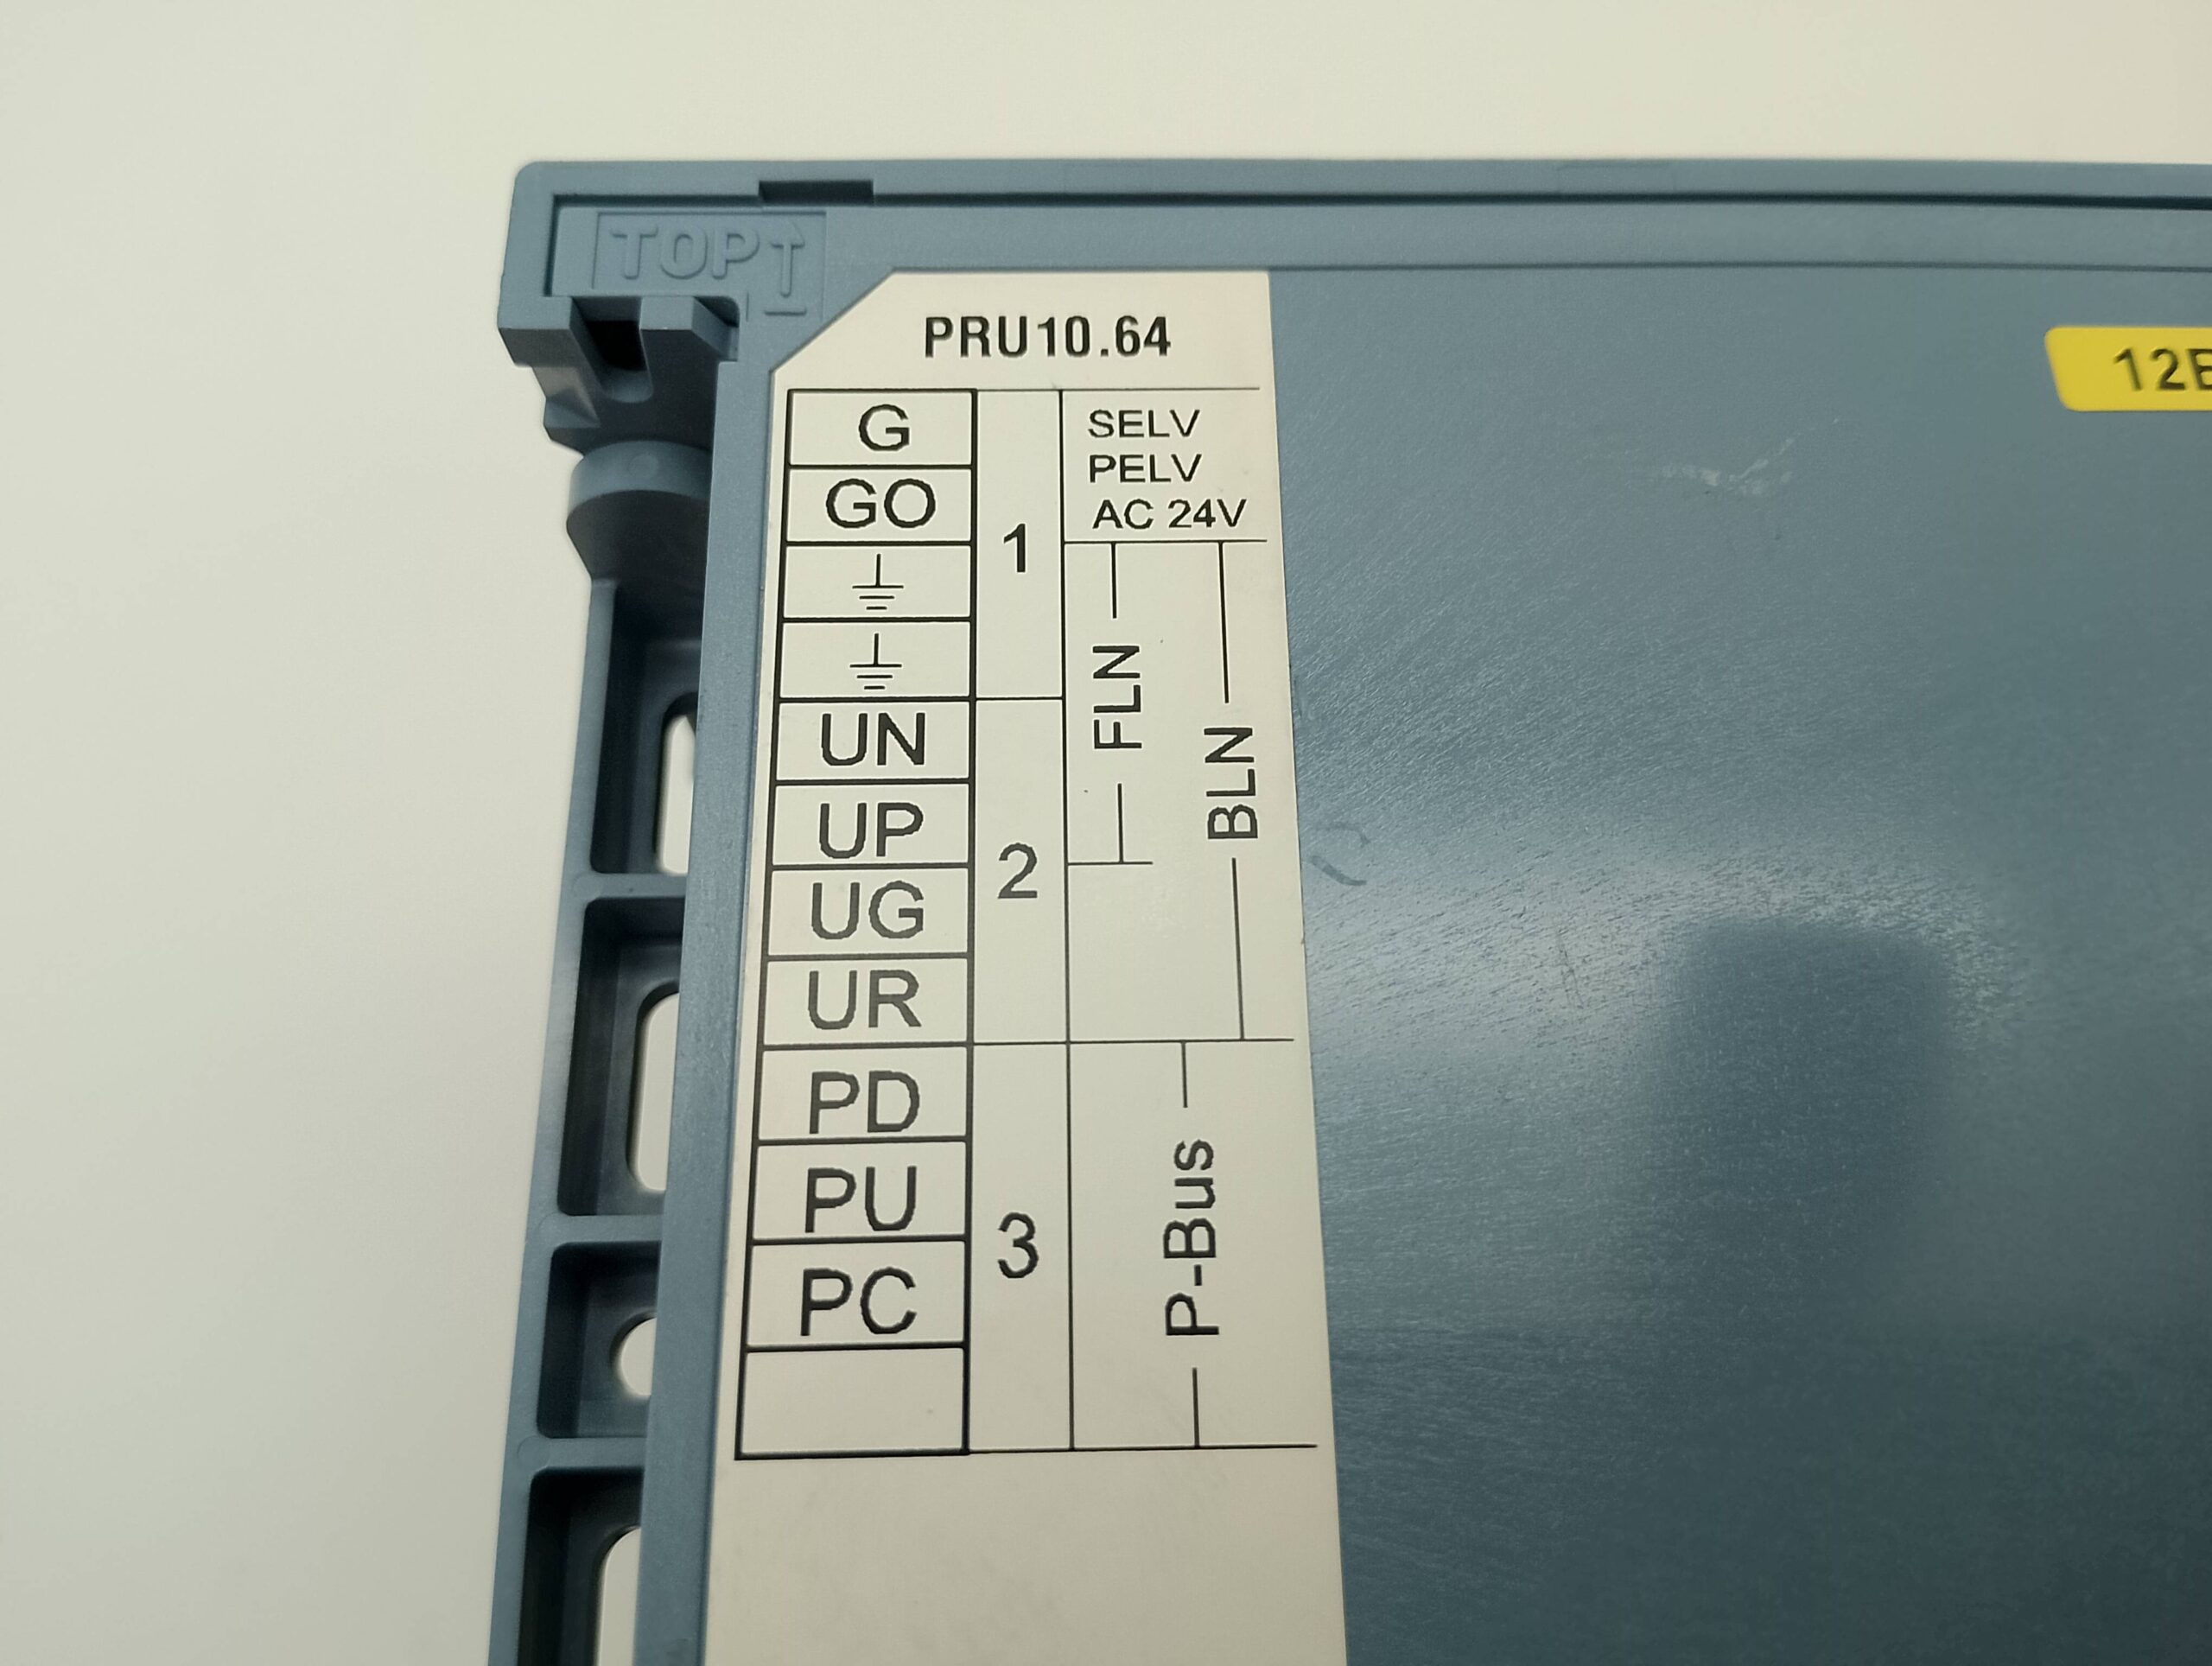 TOP
PRU10.64
12
G
GO
1
SELV
PELV
AC 24V
FLN
BLN
UN
UP
UG
UR
2
PD
PU
PC
3
P-Bus